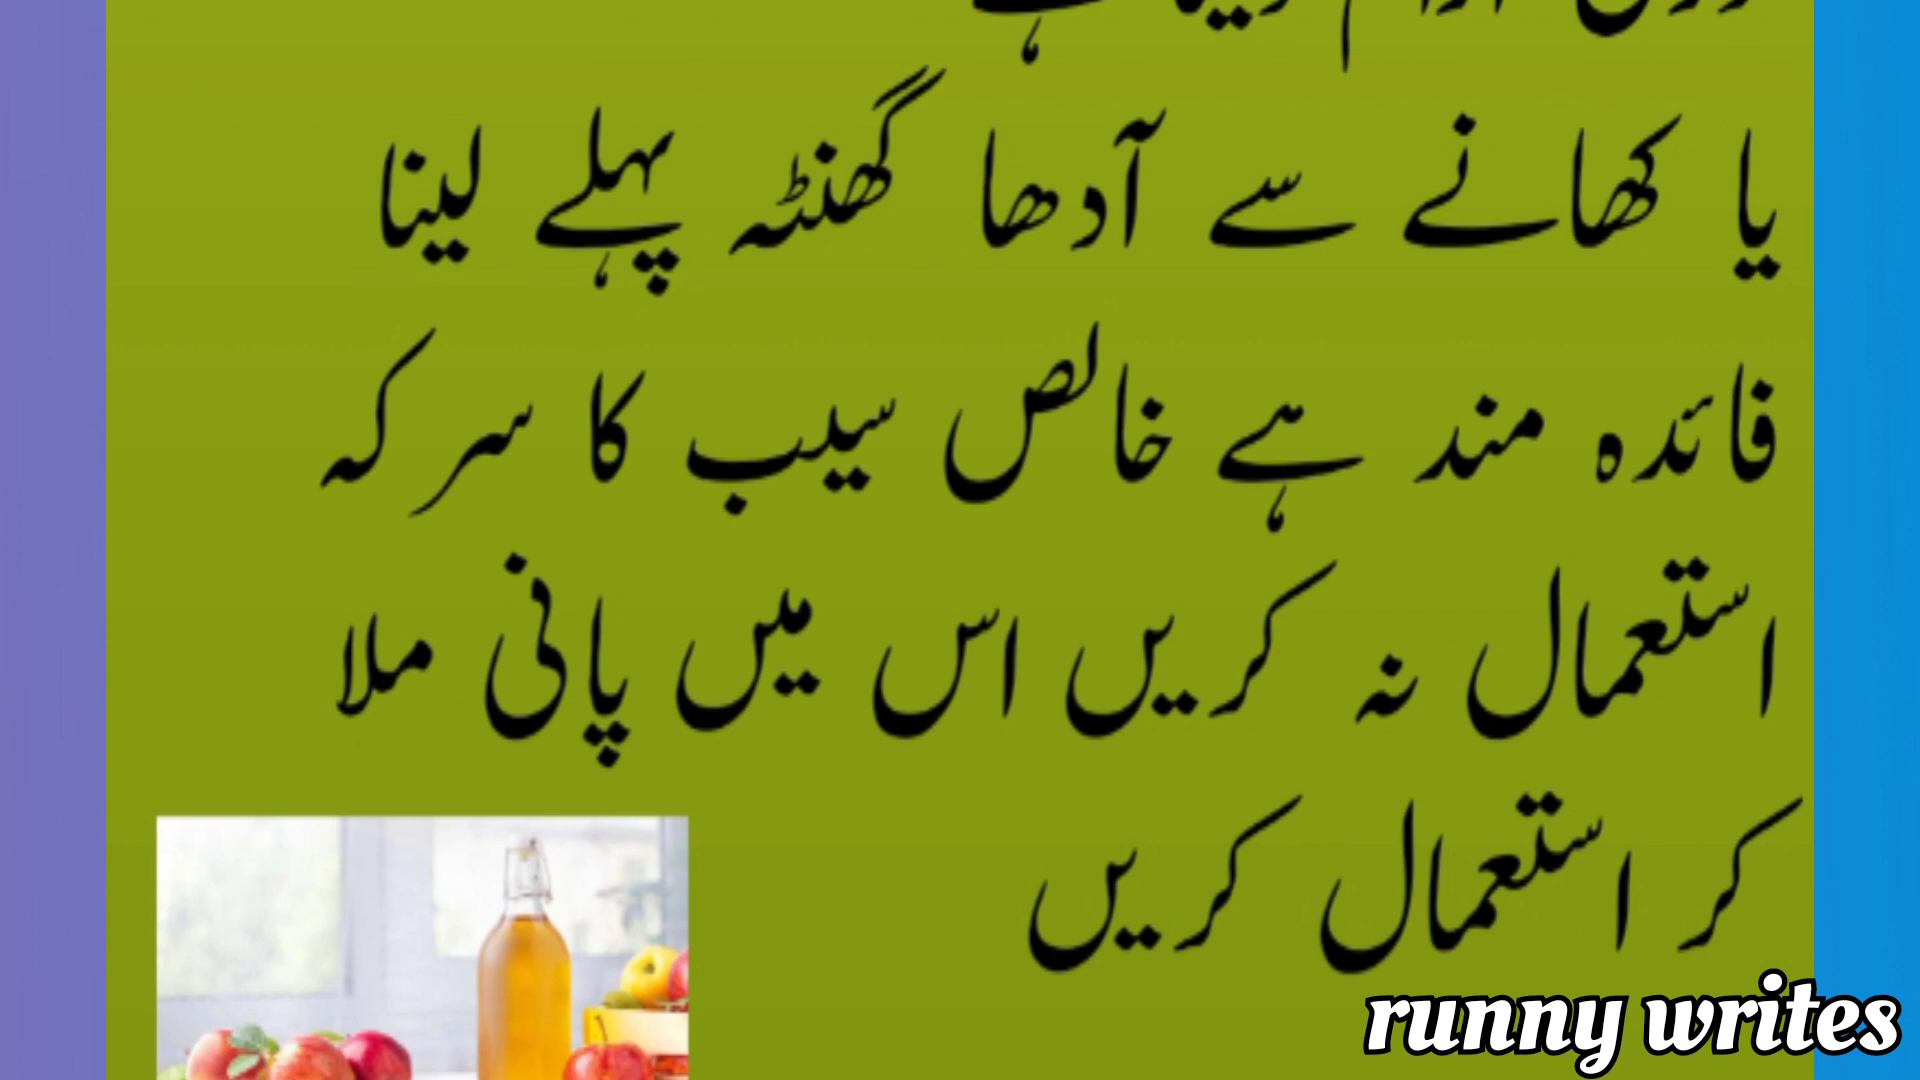 ہے
یا کھانے سے آدھا گھنٹہ پہلے لینا
فائدہ مند ہے خالص سیب کا سرکہ
استعمال نہ کریں اس میں پانی ملا
کر استعمال کریں
runny writes